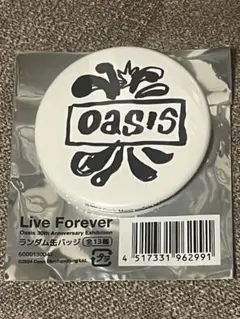 oasis
Live Forever
Oasis 30th Anniversary Exhibition
ランダム缶バッジ 全13種
4 517331 962991